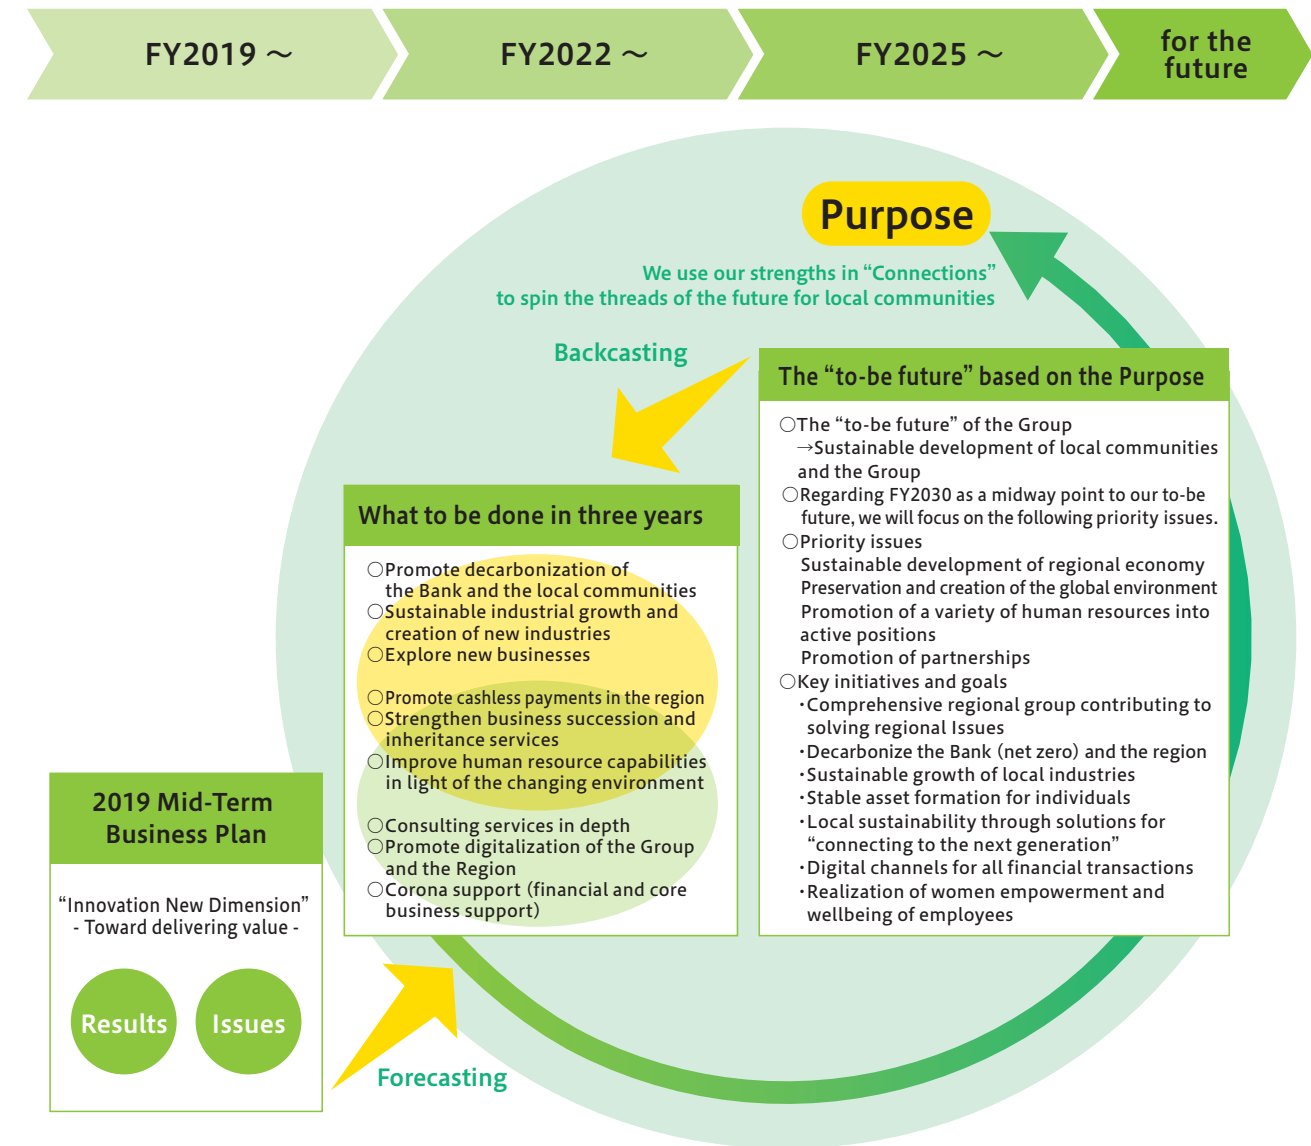 FY2019 ～
FY2022 ～
FY2025 ～
for the
future
Purpose
We use our strengths in “Connections”
to spin the threads of the future for local communities
Backcasting
The “to-be future” based on the Purpose
○The “to-be future” of the Group
→Sustainable development of local communities
and the Group
○Regarding FY2030 as a midway point to our to-be
future, we will focus on the following priority issues.
○Priority issues
Sustainable development of regional economy
Preservation and creation of the global environment
Promotion of a variety of human resources into
active positions
Promotion of partnerships
○Key initiatives and goals
・Comprehensive regional group contributing to
solving regional Issues
・Decarbonize the Bank (net zero) and the region
・Sustainable growth of local industries
・Stable asset formation for individuals
・Local sustainability through solutions for
“connecting to the next generation”
・Digital channels for all financial transactions
・Realization of women empowerment and
wellbeing of employees
What to be done in three years
○Promote decarbonization of
the Bank and the local communities
○Sustainable industrial growth and
creation of new industries
○Explore new businesses
○Promote cashless payments in the region
○Strengthen business succession and
inheritance services
○Improve human resource capabilities
in light of the changing environment
○Consulting services in depth
○Promote digitalization of the Group
and the Region
○Corona support (financial and core
business support)
2019 Mid-Term
Business Plan
“Innovation New Dimension”
- Toward delivering value -
Results
Issues
Forecasting